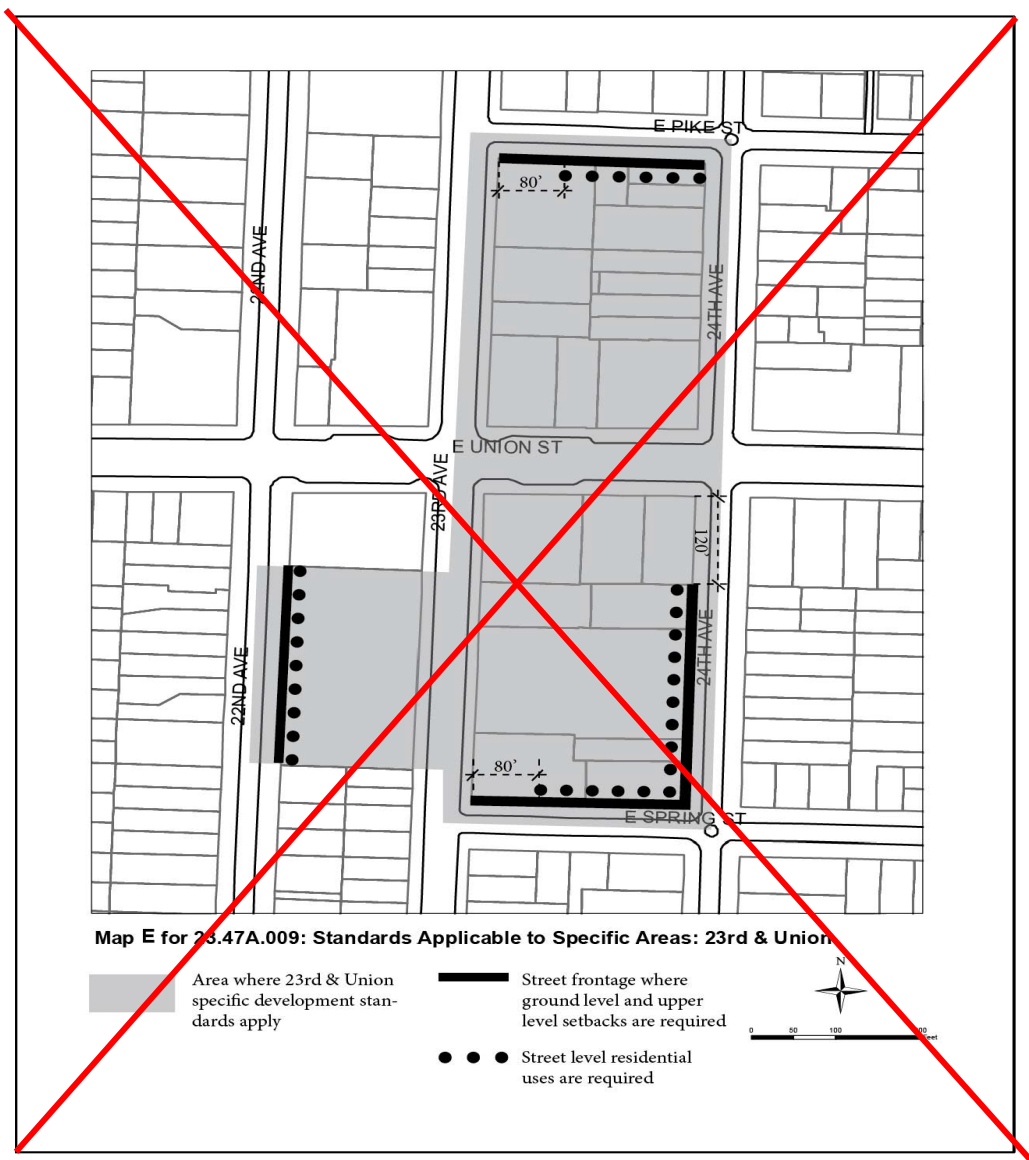 E PIKE ST
80’
22ND AVE
24TH AVE
E UNION ST
23RD AVE
120’
24TH AVE
22ND AVE
80’
E SPRING ST
Map E for 23.47A.009: Standards Applicable to Specific Areas: 23rd & Union
Area where 23rd & Union
specific development stan-
dards apply
Street frontage where
ground level and upper
level setbacks are required
Street level residential
uses are required
N
0 50 100 200
Feet